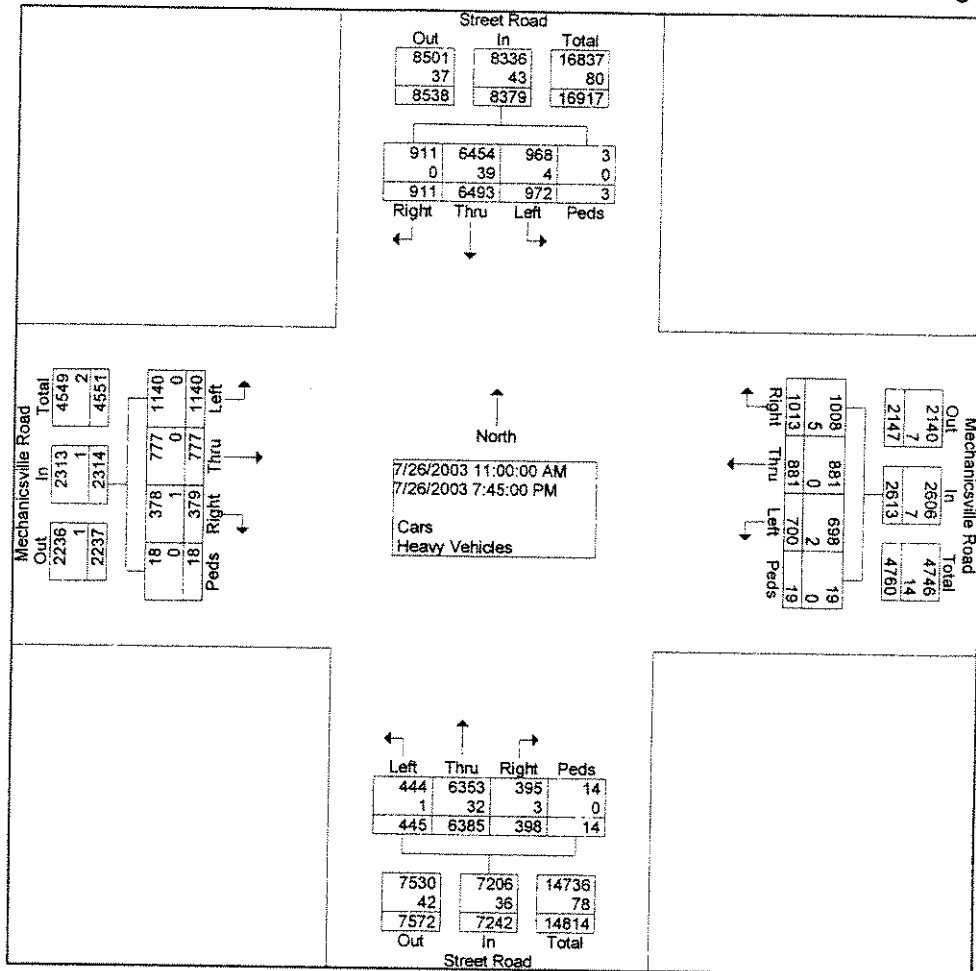 Street Road
Out In Total
8501 8336 16837
37 43 80
8538 8379 16917
911 6454 968 3
0 39 4 0
911 6493 972 3
Right Thru Left Peds
Mechanicsville Road
Out In Total
2236 2313 4549
1 1 2
2237 2314 4551
1140 777 378 18
0 0 1 0
1140 777 379 18
Left Thru Right Peds
North
7/26/2003 11:00:00 AM
7/26/2003 7:45:00 PM
Cars
Heavy Vehicles
Mechanicsville Road
Out In Total
2140 2606 4746
7 7 14
2147 2613 4760
1008 881 698 19
5 0 2 0
1013 881 700 19
Right Thru Left Peds
Left Thru Right Peds
444 6353 395 14
1 32 3 0
445 6385 398 14
7530 7206 14736
42 36 78
7572 7242 14814
Out In Total
Street Road